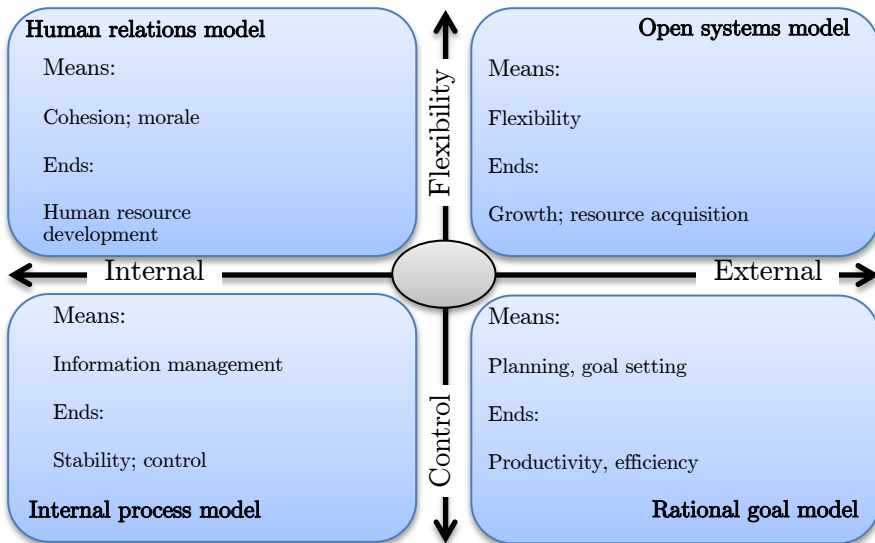 Human relations model
Means:
Cohesion; morale
Ends:
Human resource
development
Flexibility
Open systems model
Means:
Flexibility
Ends:
Growth; resource acquisition
Internal
External
Means:
Information management
Ends:
Stability; control
Internal process model
Control
Means:
Planning, goal setting
Ends:
Productivity, efficiency
Rational goal model